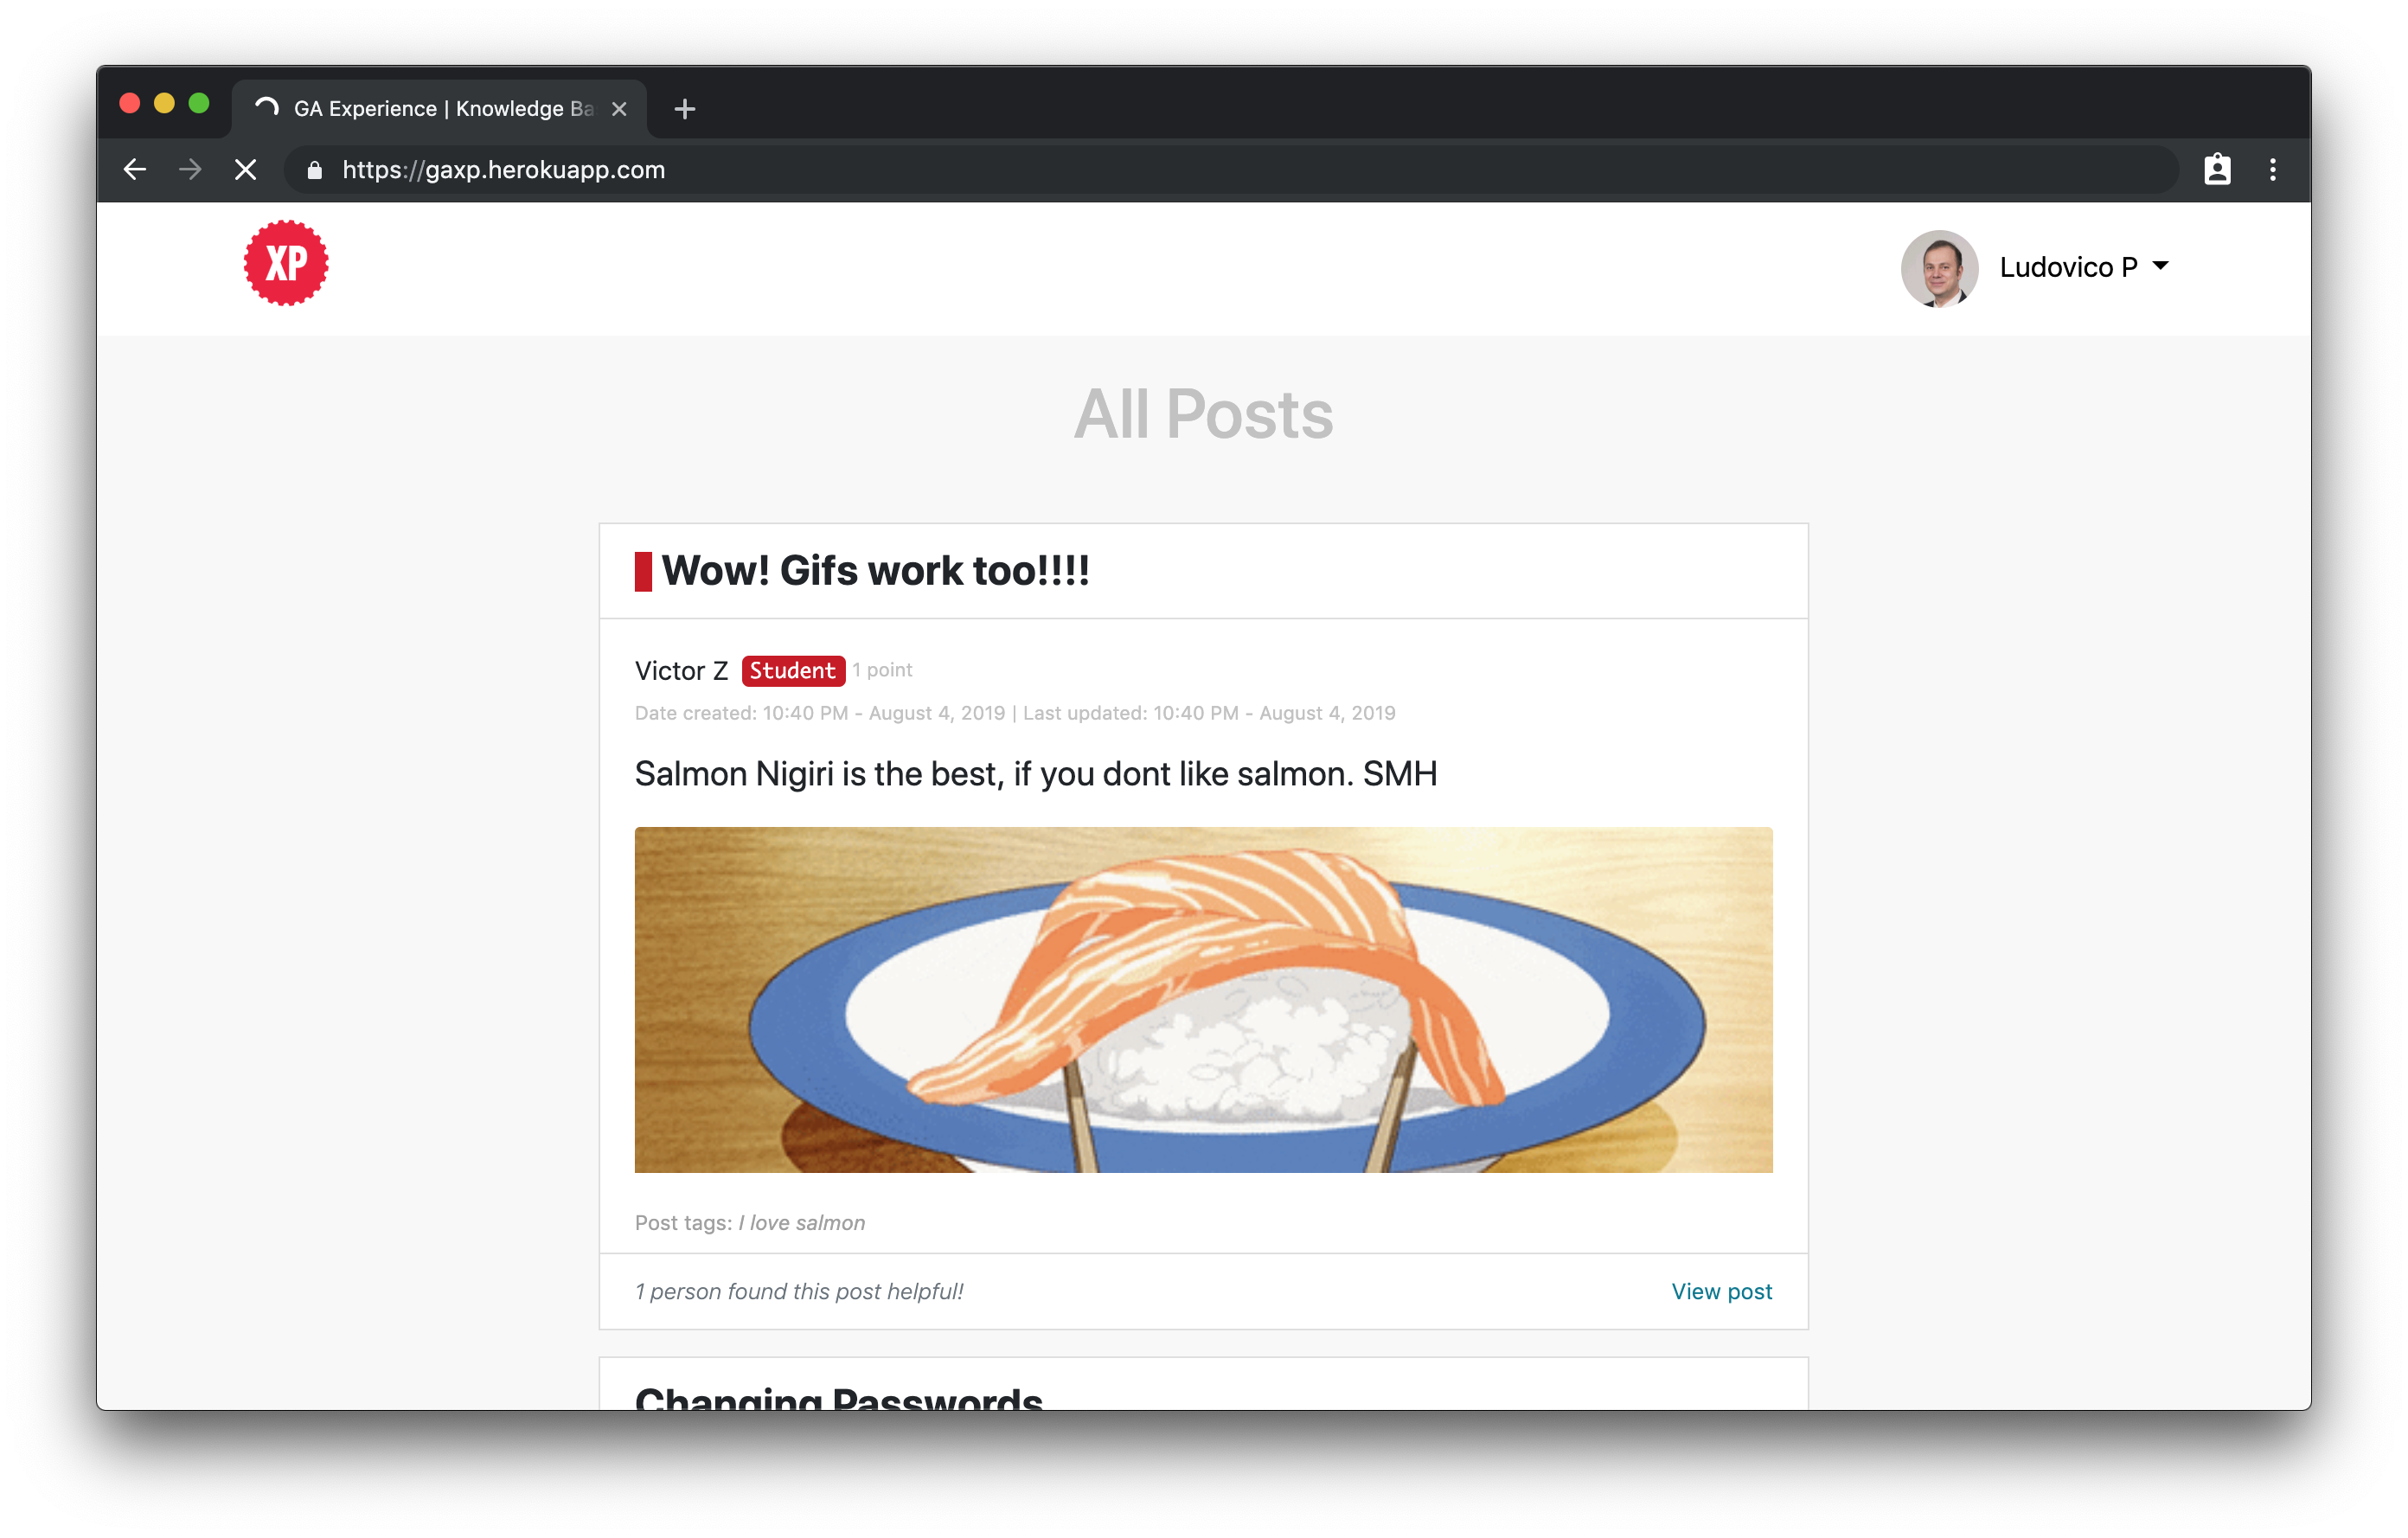 GA Experience | Knowledge Ba
https://gaxp.herokuapp.com
XP
Ludovico P
All Posts
Wow! Gifs work too!!!!
Victor Z Student 1 point
Date created: 10:40 PM - August 4, 2019 | Last updated: 10:40 PM - August 4, 2019
Salmon Nigiri is the best, if you dont like salmon. SMH
Post tags: I love salmon
1 person found this post helpful! View post
Changing Passwords